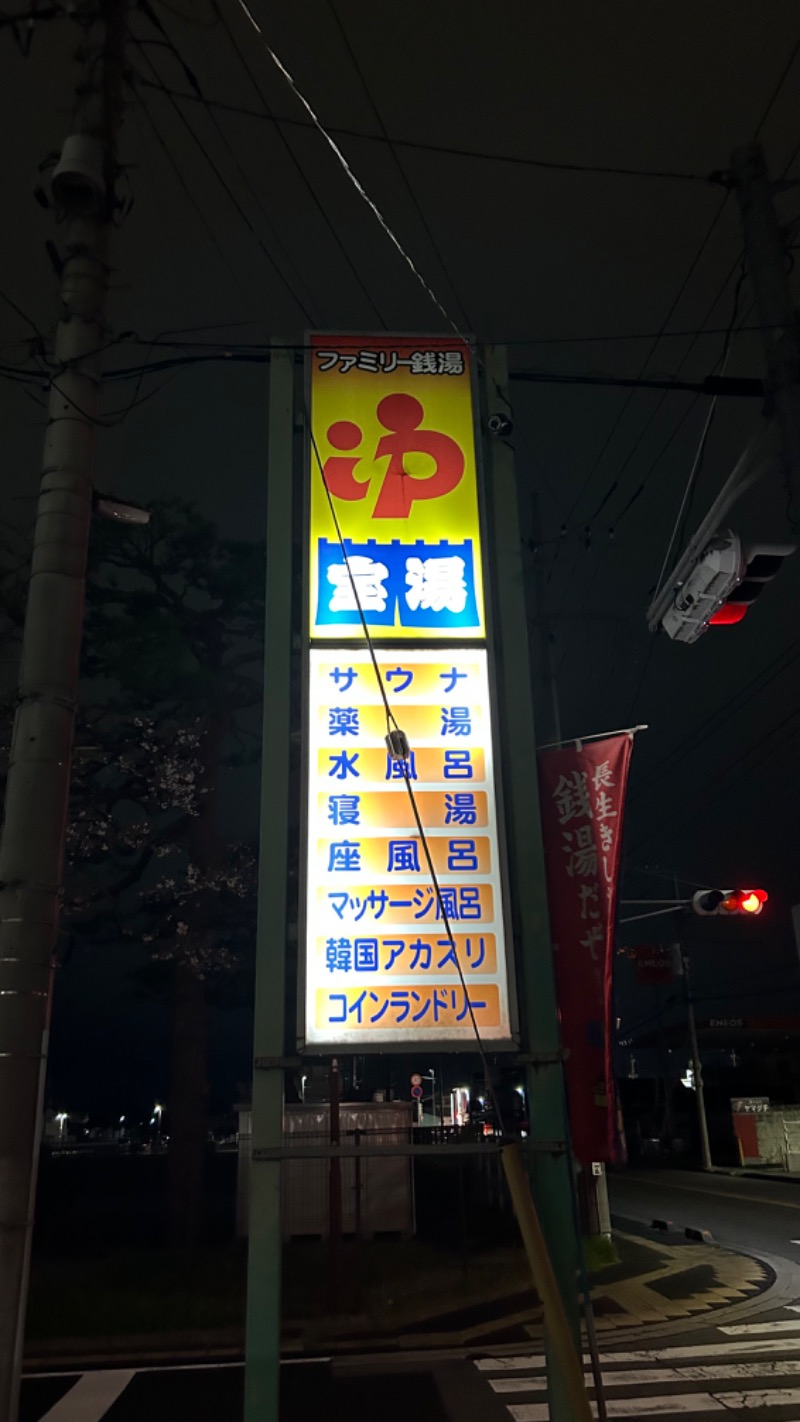 ファミリー銭湯
ゆ
室湯
サウナ
薬湯
水風呂
寝湯
座風呂
マッサージ風呂
韓国アカスリ
コインランドリー
長生きし
銭湯だや
ENEOS